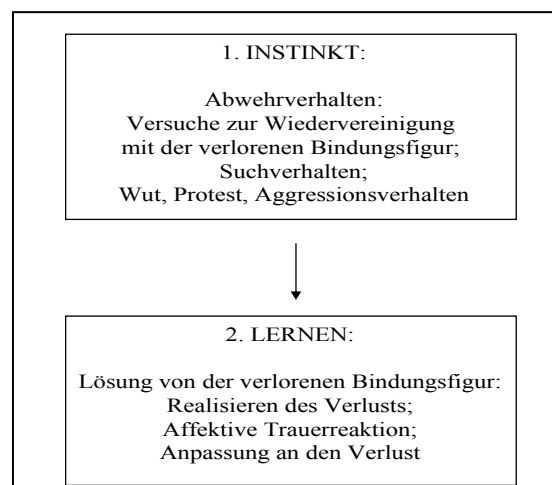 1. INSTINKT:
Abwehrverhalten:
Versuche zur Wiedervereinigung
mit der verlorenen Bindungsfigur;
Suchverhalten;
Wut, Protest, Aggressionsverhalten
2. LERNEN:
Lösung von der verlorenen Bindungsfigur:
Realisieren des Verlusts;
Affektive Trauerreaktion;
Anpassung an den Verlust